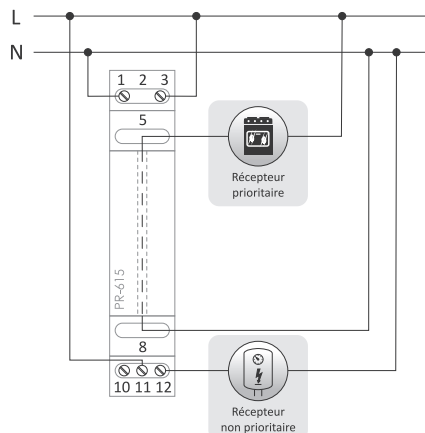 L
N
1 2 3
5
Récepteur
prioritaire
PR-615
8
10 11 12
Récepteur
non prioritaire